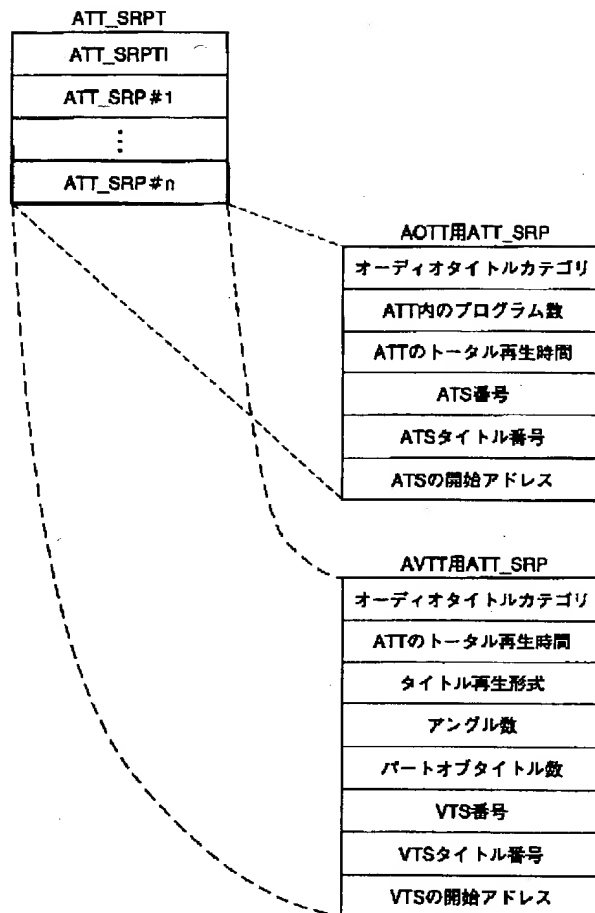 ATT_SRPT
ATT_SRPTI
ATT_SRP#1
⋮
ATT_SRP#n
AOTT用ATT_SRP
オーディオタイトルカテゴリ
ATT内のプログラム数
ATTのトータル再生時間
ATS番号
ATSタイトル番号
ATSの開始アドレス
AVTT用ATT_SRP
オーディオタイトルカテゴリ
ATTのトータル再生時間
タイトル再生形式
アングル数
パートオブタイトル数
VTS番号
VTSタイトル番号
VTSの開始アドレス